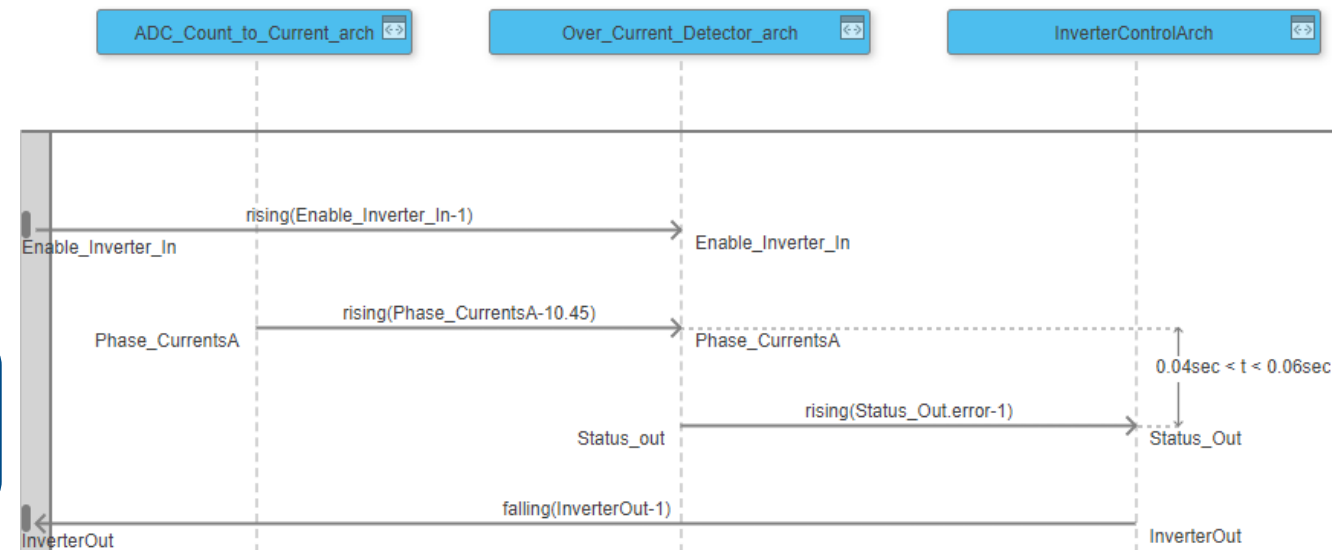 ADC_Count_to_Current_arch
Over_Current_Detector_arch
InverterControlArch
rising(Enable_Inverter_In-1)
Enable_Inverter_In
Enable_Inverter_In
rising(Phase_CurrentsA-10.45)
Phase_CurrentsA
Phase_CurrentsA
0.04sec < t < 0.06sec
rising(Status_Out.error-1)
Status_out
Status_Out
falling(InverterOut-1)
InverterOut
InverterOut